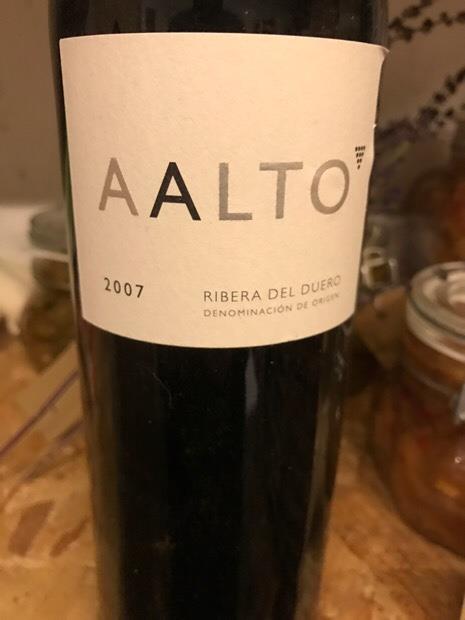 AALTO
2007
RIBERA DEL DUERO
DENOMINACIÓN DE ORIGEN